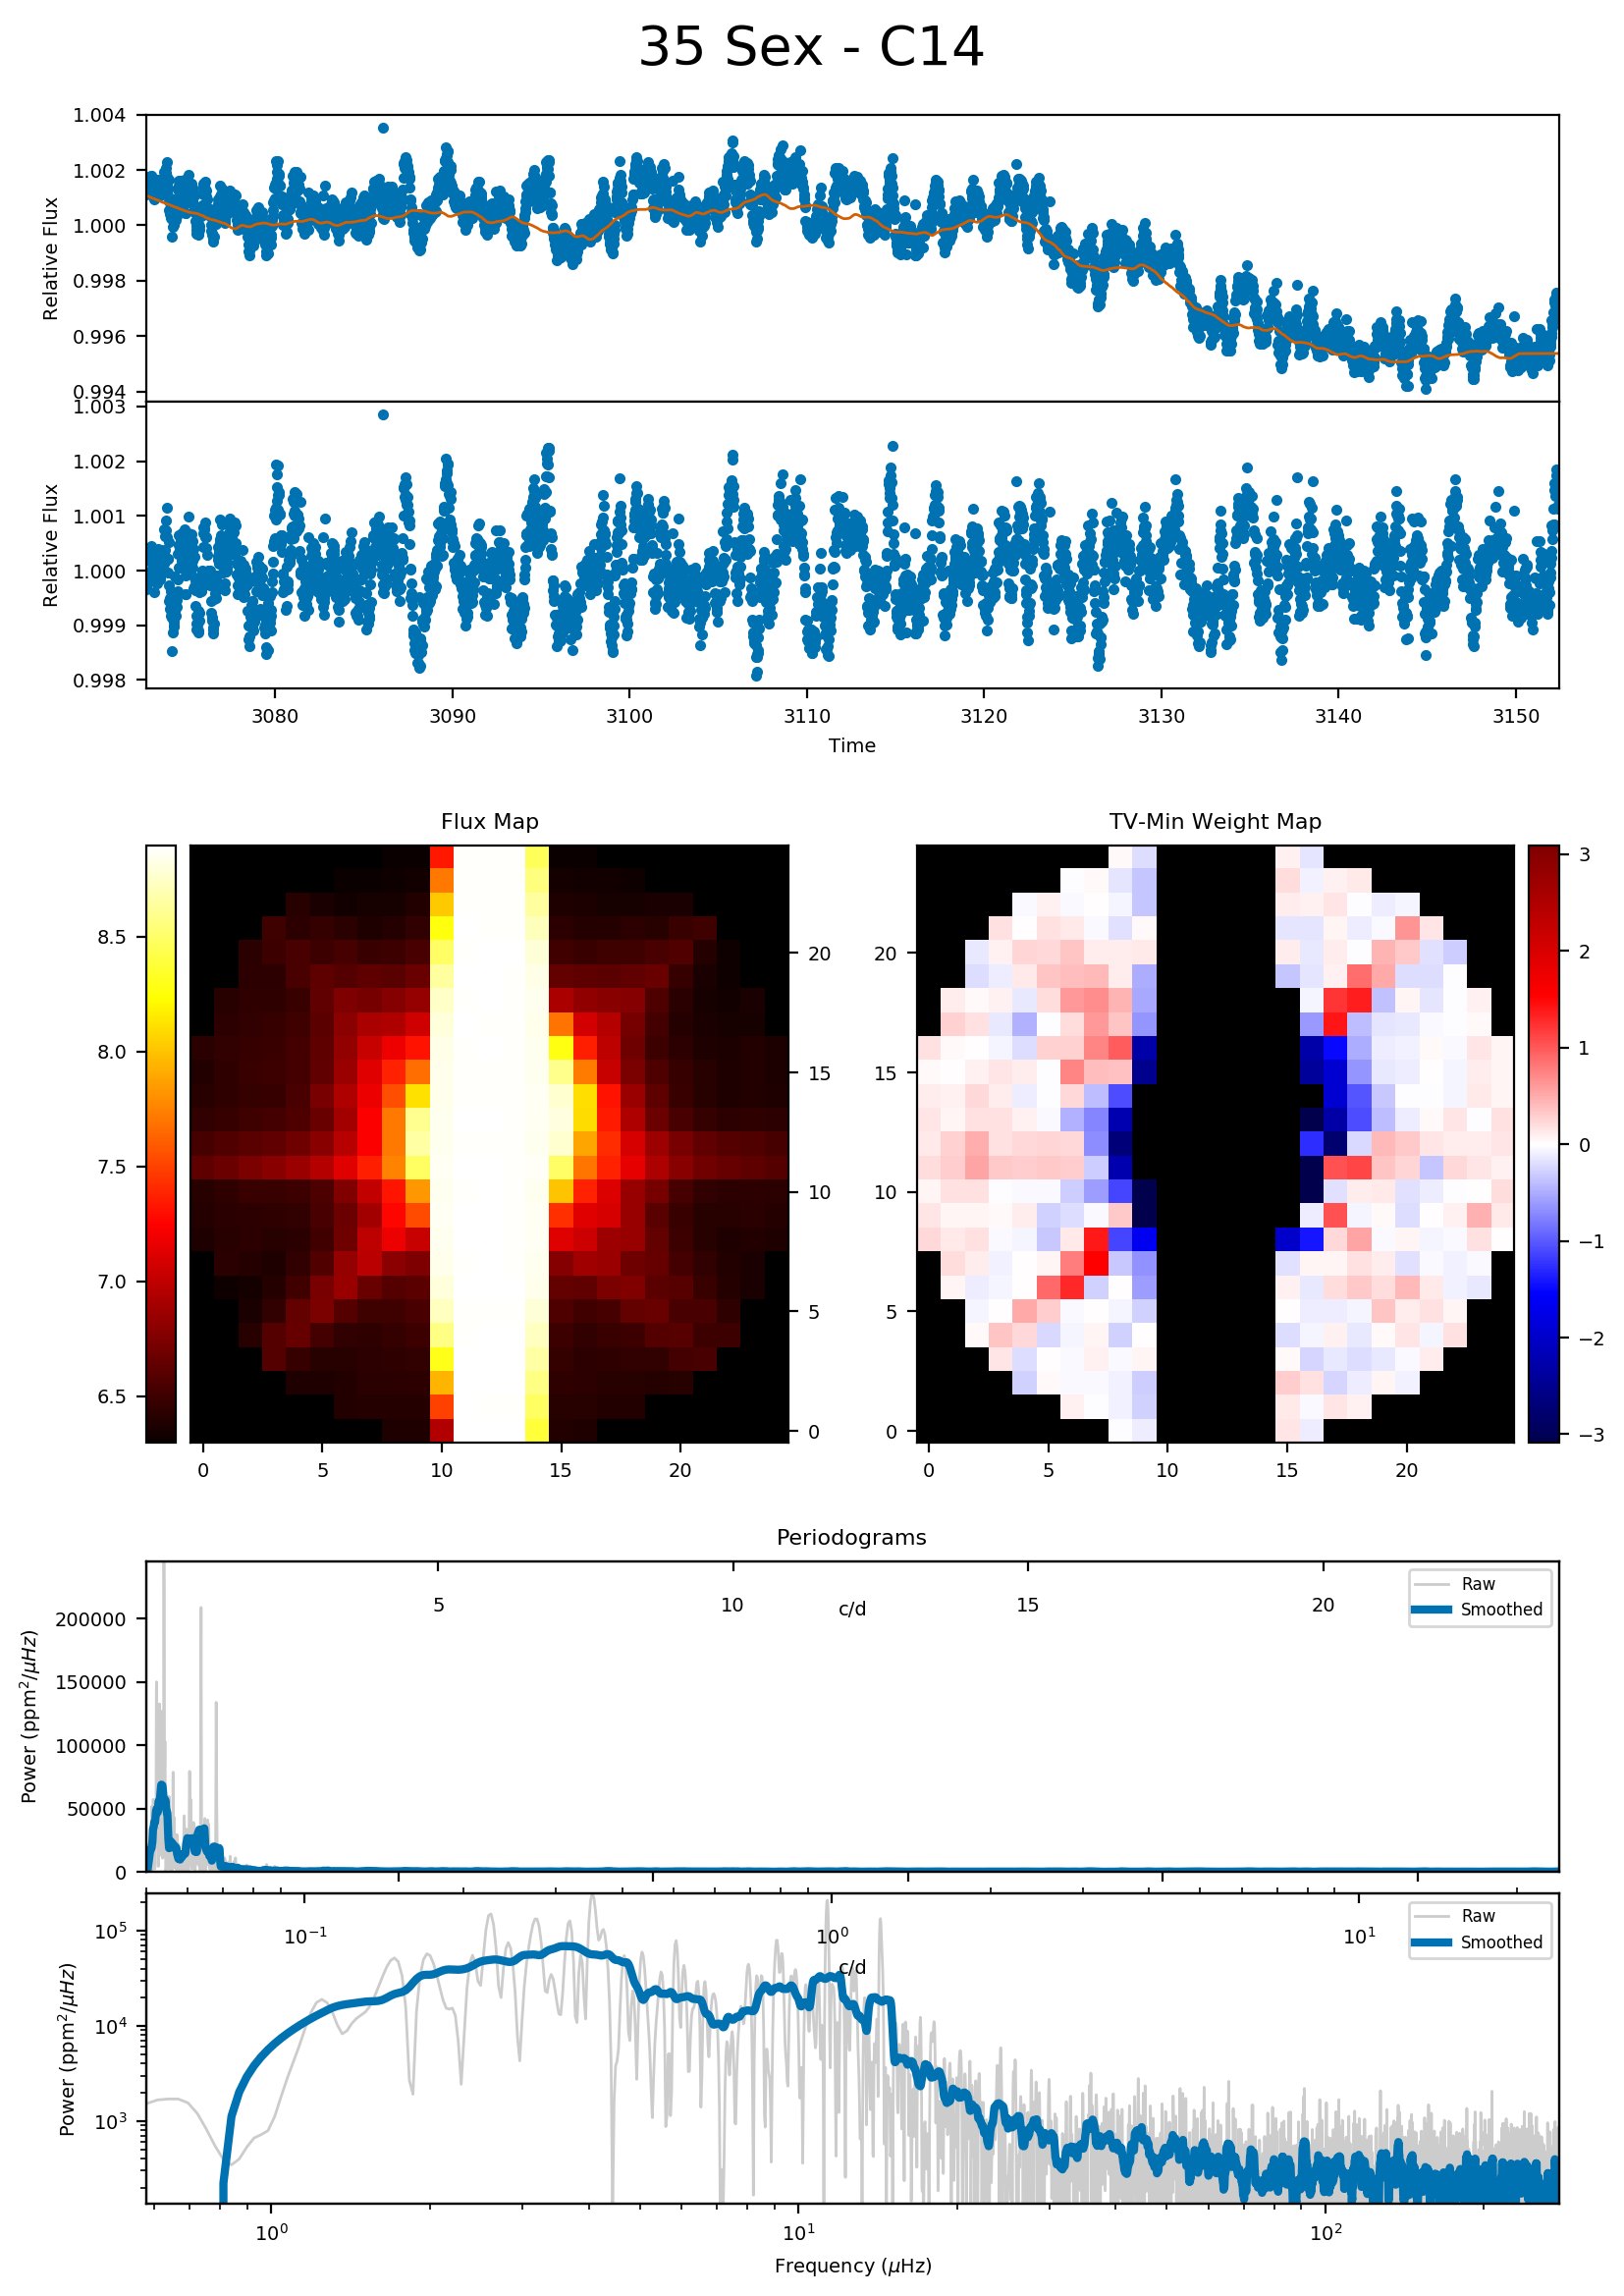 35 Sex - C14
1.004
1.002
1.000
0.998
0.996
0.994
Relative Flux
1.003
1.002
1.001
1.000
0.999
0.998
Relative Flux
3080 3090 3100 3110 3120 3130 3140 3150
Time
Flux Map
8.5
8.0
7.5
7.0
6.5
20
15
10
5
0
0 5 10 15 20
TV-Min Weight Map
20
15
10
5
0
0 5 10 15 20
3
2
1
0
−1
−2
−3
Periodograms
5 10 15 20
c/d
200000
150000
100000
50000
0
Power (ppm²/μHz)
Raw
Smoothed
10⁻¹ 10⁰ 10¹
c/d
10⁵
10⁴
10³
Power (ppm²/μHz)
Raw
Smoothed
10⁰ 10¹ 10²
Frequency (μHz)